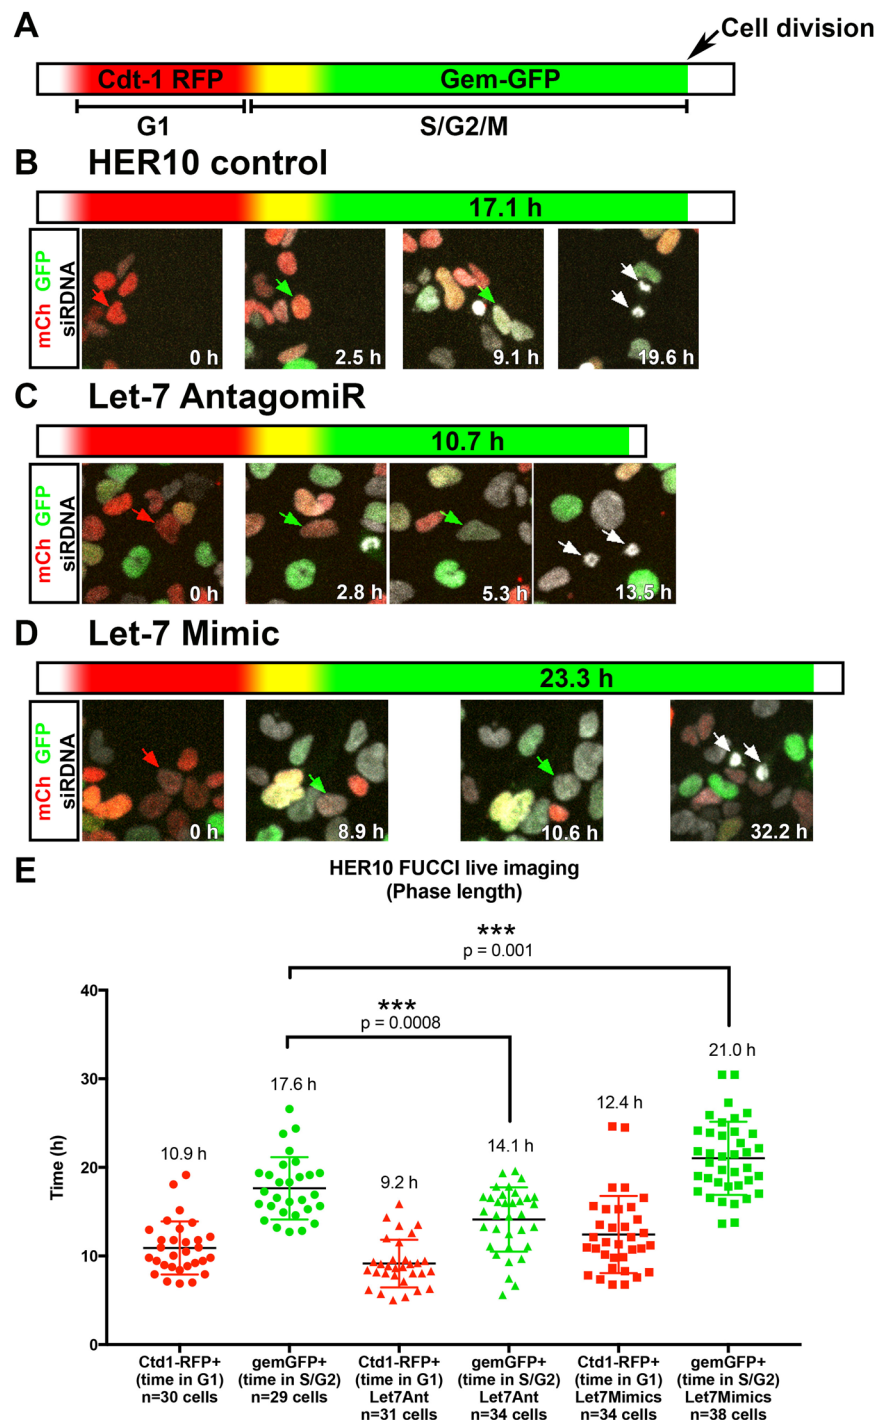 A
Cell division
Cdt-1 RFP
Gem-GFP
G1
S/G2/M
B
HER10 control
17.1 h
mCh GFP
siRDNA
0 h
2.5 h
9.1 h
19.6 h
C
Let-7 AntagomiR
10.7 h
mCh GFP
siRDNA
0 h
2.8 h
5.3 h
13.5 h
D
Let-7 Mimic
23.3 h
mCh GFP
siRDNA
0 h
8.9 h
10.6 h
32.2 h
E
HER10 FUCCI live imaging
(Phase length)
***
p = 0.001
***
p = 0.0008
Time (h)
40
30
20
10
0
10.9 h
17.6 h
9.2 h
14.1 h
12.4 h
21.0 h
Ctd1-RFP+
(time in G1)
n=30 cells
gemGFP+
(time in S/G2)
n=29 cells
Ctd1-RFP+
(time in G1)
Let7Ant
n=31 cells
gemGFP+
(time in S/G2)
Let7Ant
n=34 cells
Ctd1-RFP+
(time in G1)
Let7Mimics
n=34 cells
gemGFP+
(time in S/G2)
Let7Mimics
n=38 cells